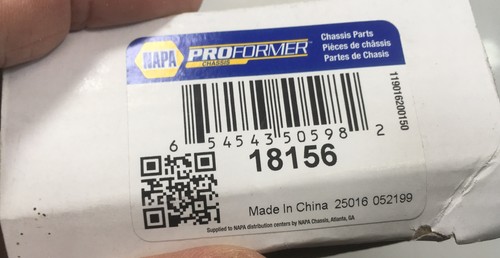 NAPA PROFORMER
CHASSIS
Chassis Parts
Pièces de châssis
Partes de Chasis
119016200150
6 54543 50598 2
18156
Made In China 25016 052199
Supplied to NAPA distribution centers by NAPA Chassis, Atlanta, GA